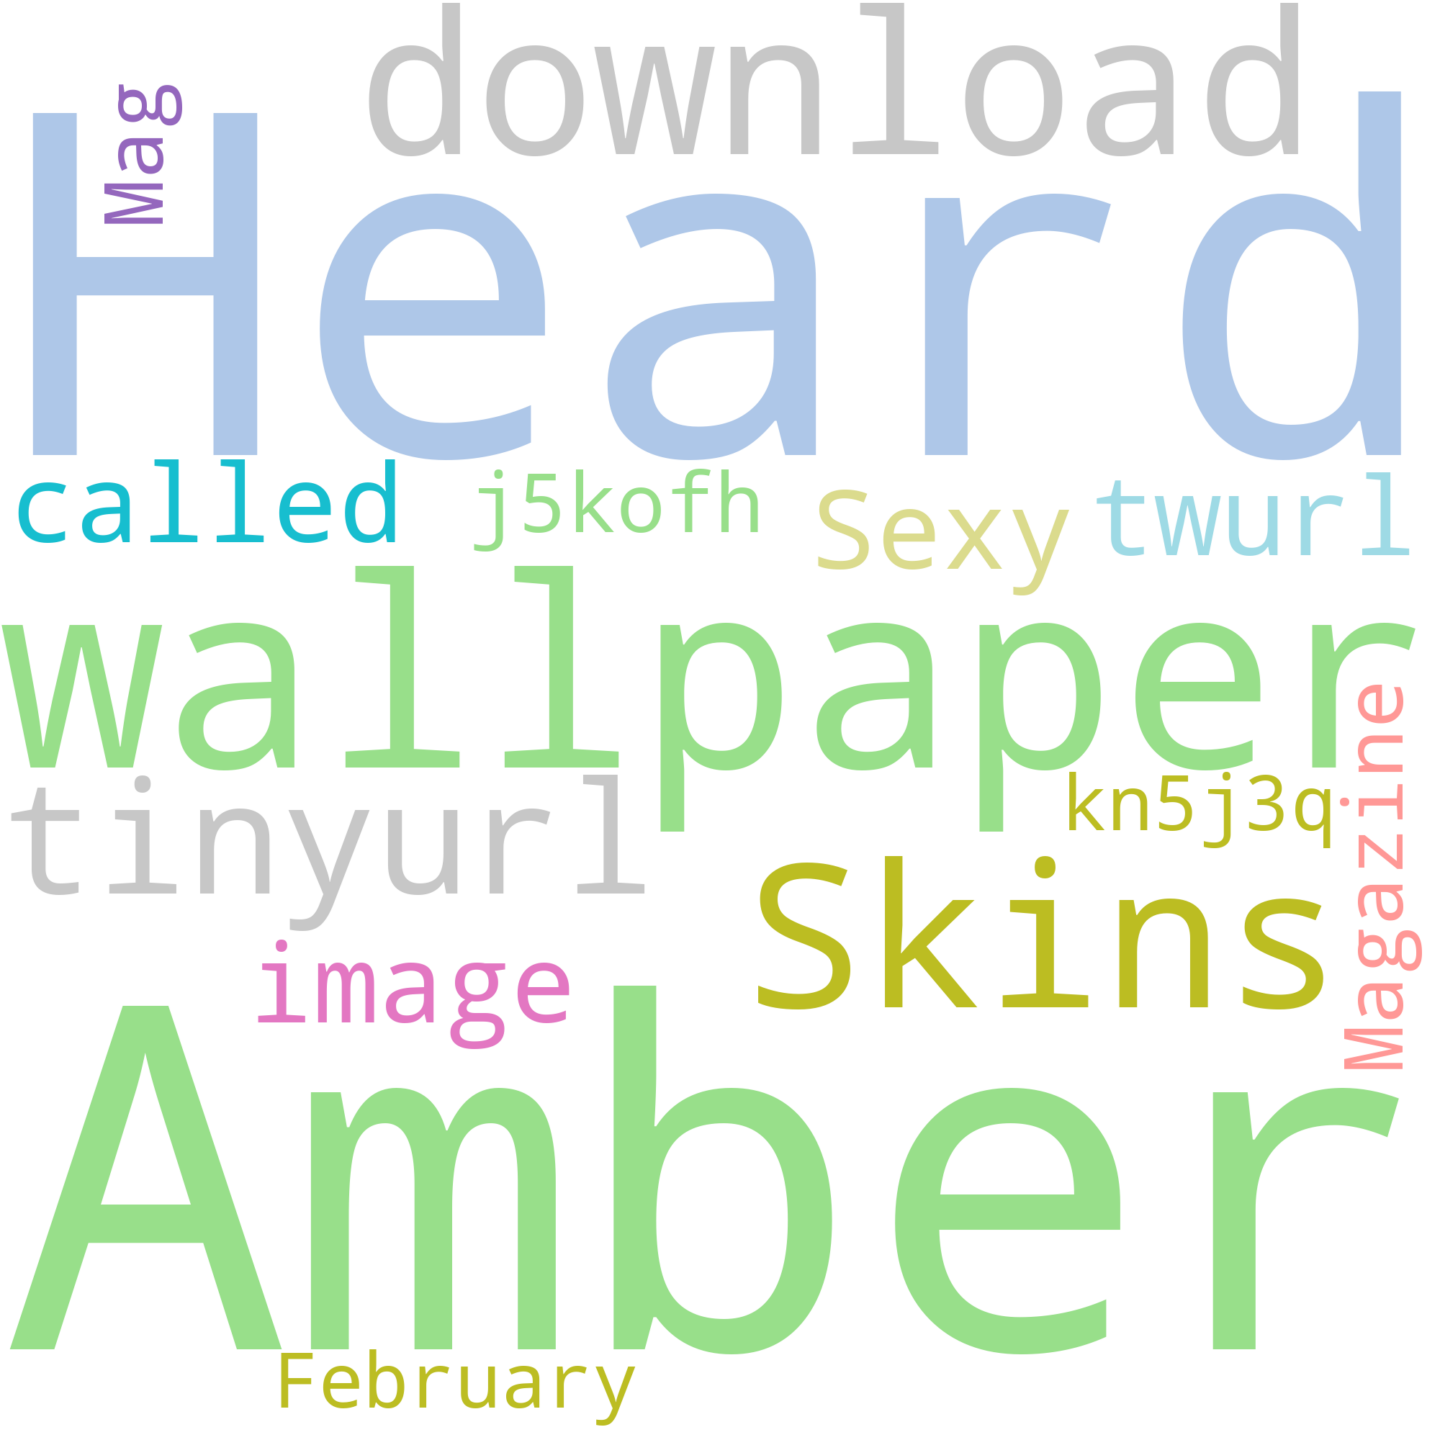 download
Mag
Heard
called
j5kofh
Sexy
twurl
wallpaper
tinyurl
kn5j3q
Magazine
Skins
image
Amber
February